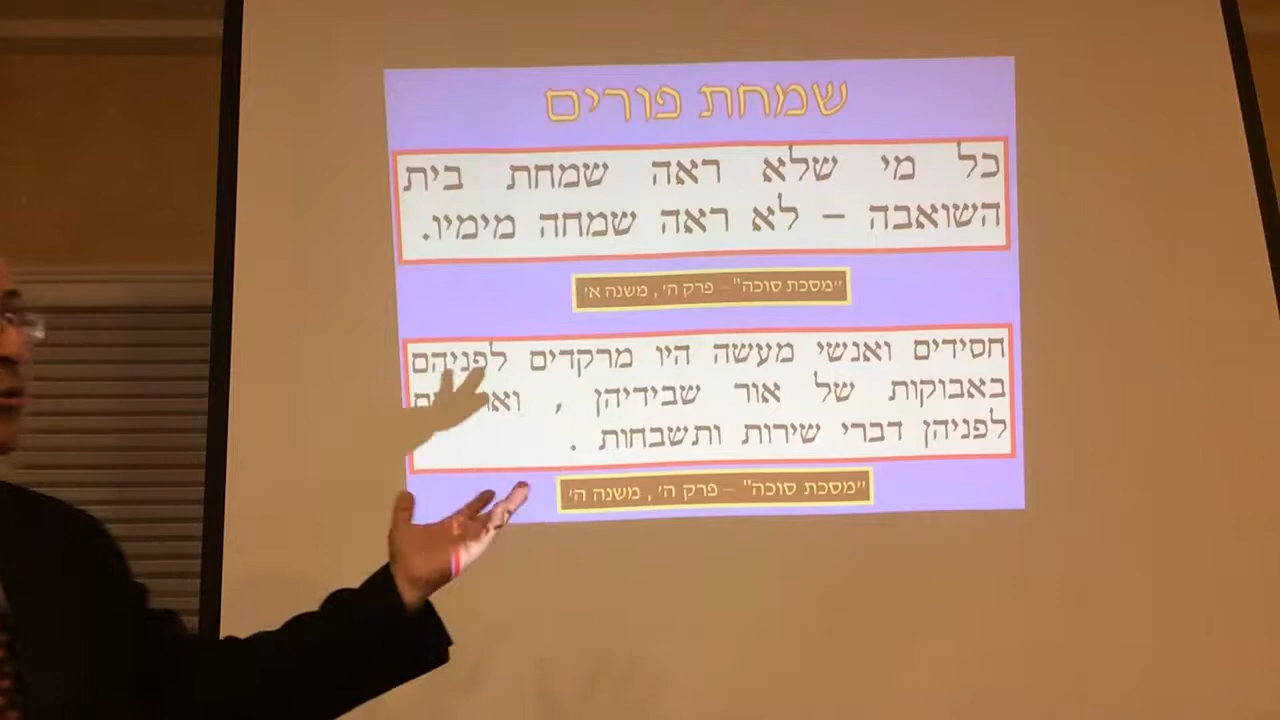 שמחת פורים
כל מי שלא ראה שמחת בית
השואבה – לא ראה שמחה מימיו.
"מסכת סוכה" – פרק ה', משנה א'
חסידים ואנשי מעשה היו מרקדים לפניהם
באבוקות של אור שבידיהן ,
לפניהן דברי שירות ותשבחות .
"מסכת סוכה" – פרק ה', משנה ה'